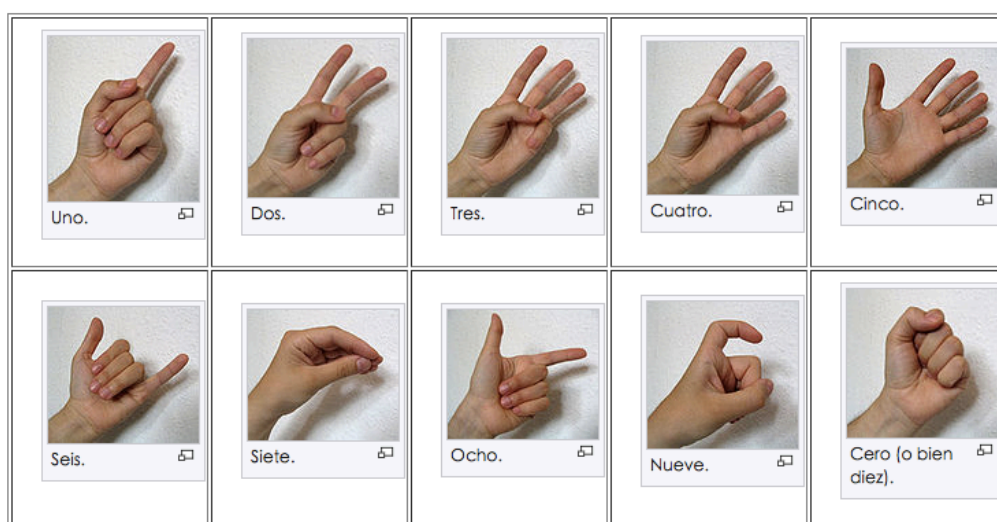 Uno.
Dos.
Tres.
Cuatro.
Cinco.
Seis.
Siete.
Ocho.
Nueve.
Cero (o bien
diez).